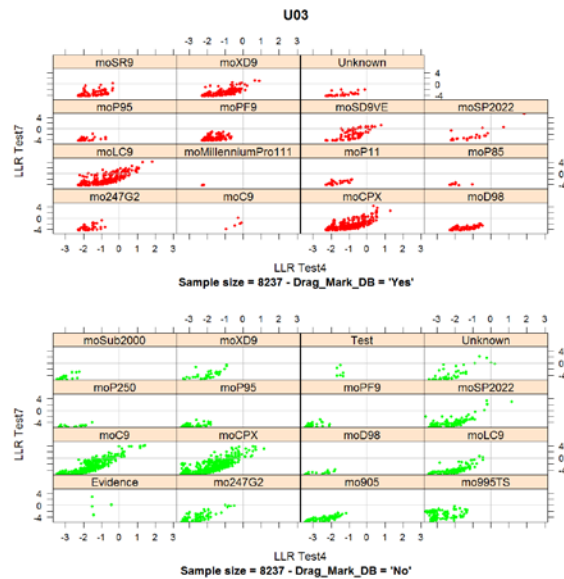 U03
-3 -2 -1 0 1 2 3
moSR9 moXD9 Unknown
4
0
-4
moP95 moPF9 moSD9VE moSP2022
4
0
-4
moLC9 moMillenniumPro111 moP11 moP85
4
0
-4
mo247G2 moC9 moCPX moD98
4
0
-4
LLR Test7
-3 -2 -1 0 1 2 3 -3 -2 -1 0 1 2 3
LLR Test4
Sample size = 8237 - Drag_Mark_DB = 'Yes'
-3 -2 -1 0 1 2 3 -3 -2 -1 0 1 2 3
moSub2000 moXD9 Test Unknown
4
0
-4
moP250 moP95 moPF9 moSP2022
4
0
-4
moC9 moCPX moD98 moLC9
4
0
-4
Evidence mo247G2 mo905 mo995TS
4
0
-4
LLR Test7
-3 -2 -1 0 1 2 3 -3 -2 -1 0 1 2 3
LLR Test4
Sample size = 8237 - Drag_Mark_DB = 'No'